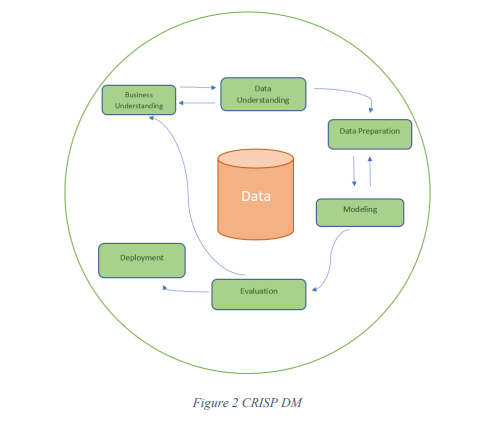 Business
Understanding
Data
Understanding
Data Preparation
Data
Modeling
Deployment
Evaluation
Figure 2 CRISP DM